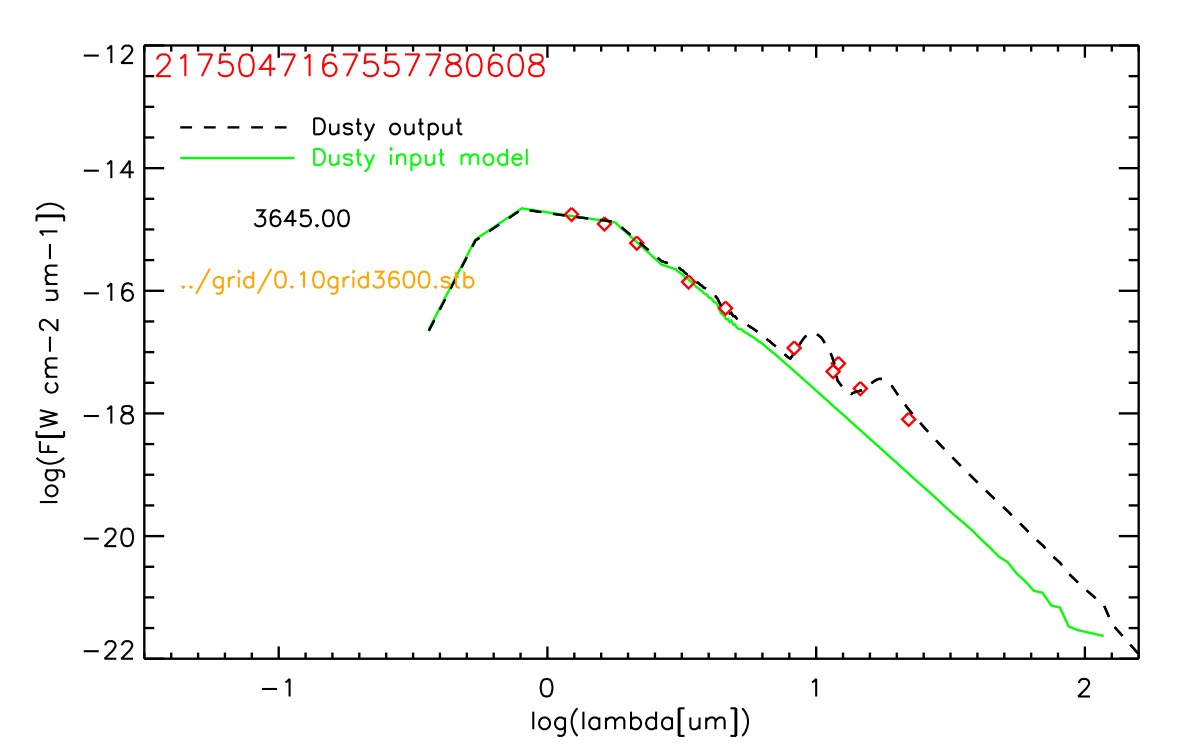 2175047167557780608
Dusty output
Dusty input model
3645.00
../grid/0.10grid3600.stb
log(F[W cm-2 um-1])
-12
-14
-16
-18
-20
-22
-1 0 1 2
log(lambda[um])